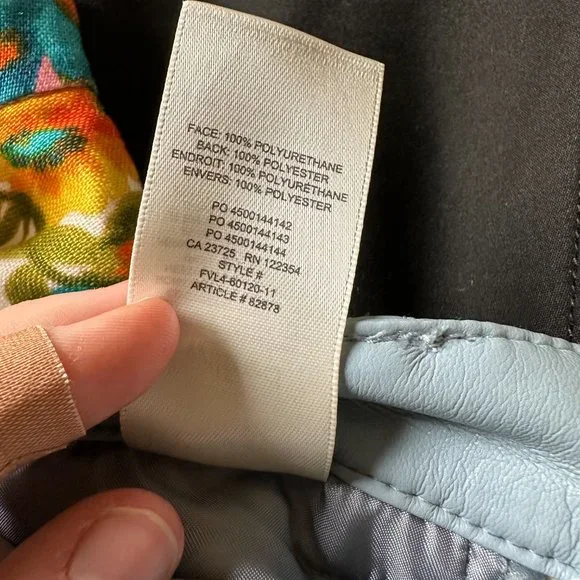 FACE: 100% POLYURETHANE
BACK: 100% POLYESTER
ENDROIT: 100% POLYURÉTHANE
ENVERS: 100% POLYESTER
PO 4500144142
PO 4500144143
PO 4500144144
CA 23725 RN 122354
STYLE #
FVL4-60120-11
ARTICLE # 82878